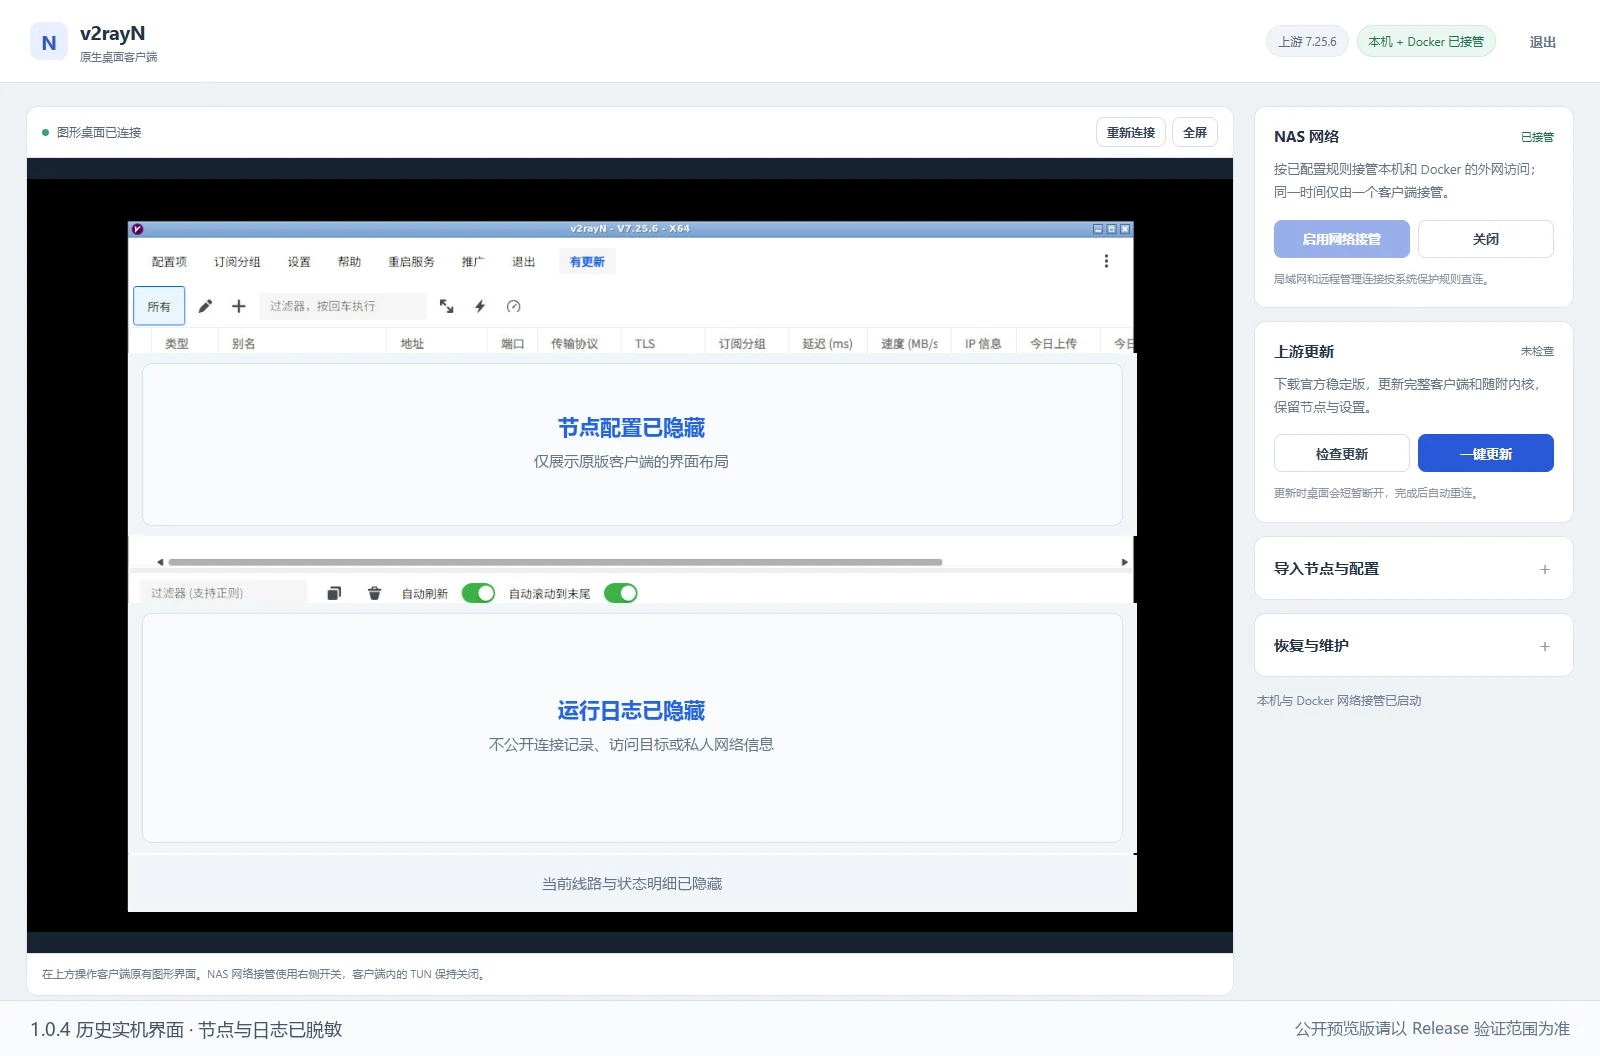 N
v2rayN
原生桌面客户端
上游 7.25.6
本机 + Docker 已接管
退出
图形桌面已连接
重新连接
全屏
v2rayN - V7.25.6 - X64
配置项 订阅分组 设置 帮助 重启服务 推广 退出 有更新
所有
过滤器，按回车执行
类型 别名 地址 端口 传输协议 TLS 订阅分组 延迟 (ms) 速度 (MB/s IP 信息 今日上传 今日
节点配置已隐藏
仅展示原版客户端的界面布局
过滤器 (支持正则)
自动刷新
自动滚动到末尾
运行日志已隐藏
不公开连接记录、访问目标或私人网络信息
当前线路与状态明细已隐藏
在上方操作客户端原有图形界面。NAS 网络接管使用右侧开关，客户端内的 TUN 保持关闭。
NAS 网络
已接管
按已配置规则接管本机和 Docker 的外网访问；
同一时间仅由一个客户端接管。
启用网络接管
关闭
局域网和远程管理连接按系统保护规则直连。
上游更新
未检查
下载官方稳定版，更新完整客户端和随附内核，
保留节点与设置。
检查更新
一键更新
更新时桌面会短暂断开，完成后自动重连。
导入节点与配置
+
恢复与维护
+
本机与 Docker 网络接管已启动
1.0.4 历史实机界面 · 节点与日志已脱敏
公开预览版请以 Release 验证范围为准